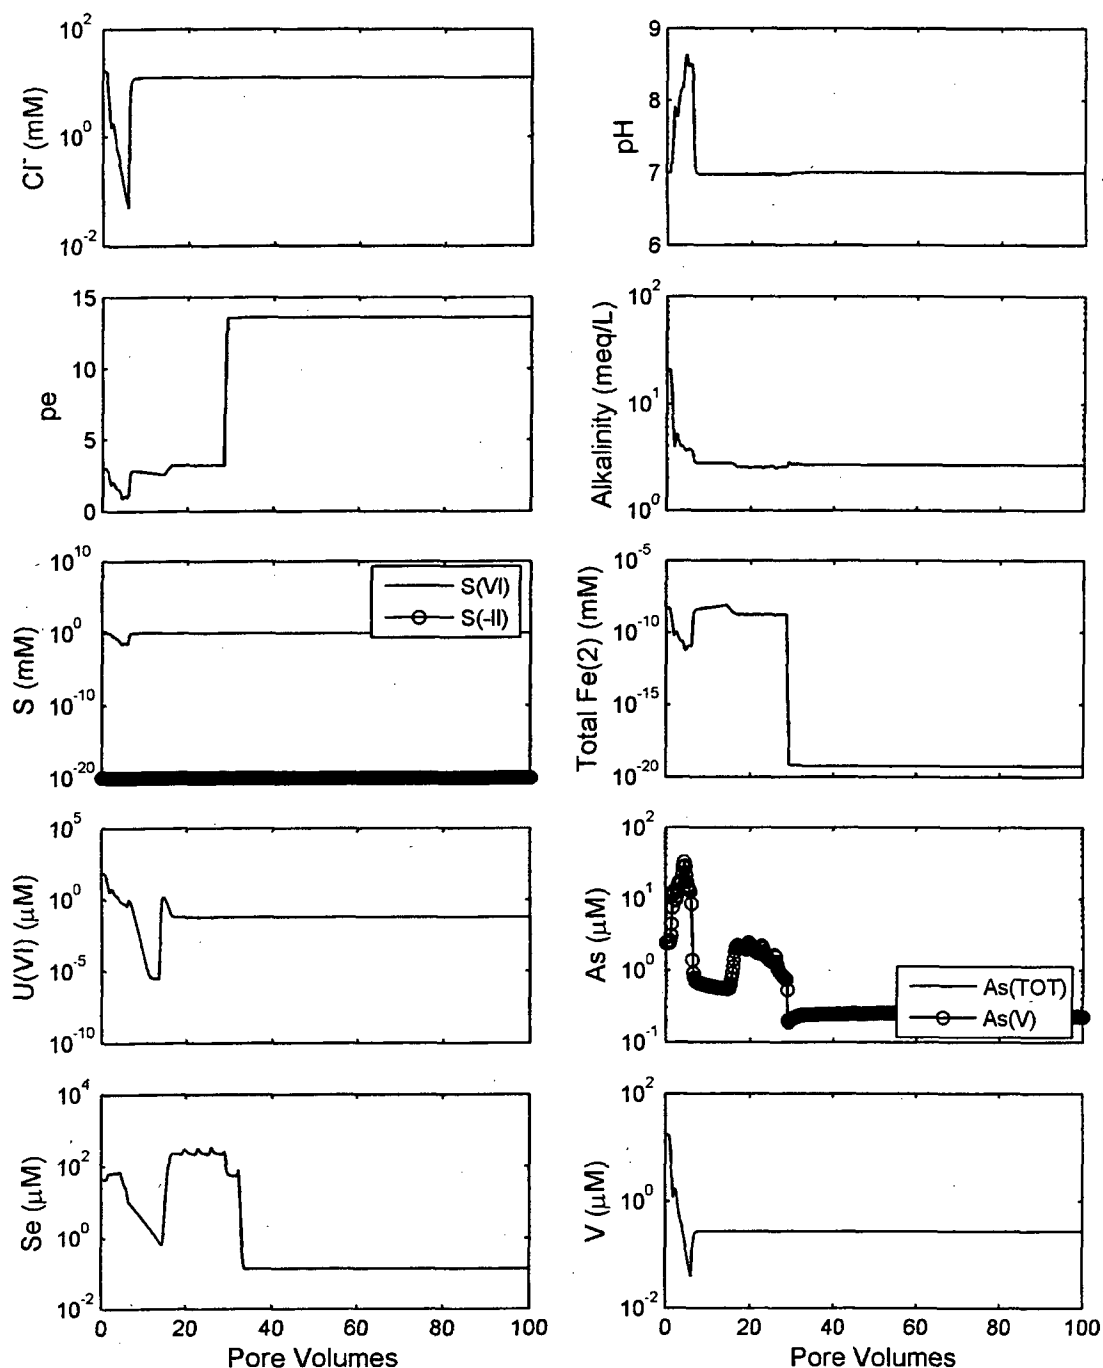 Cl⁻ (mM)
10²
10⁰
10⁻²
pH
9
8
7
6
pe
15
10
5
0
Alkalinity (meq/L)
10²
10¹
10⁰
S (mM)
10¹⁰
10⁰
10⁻¹⁰
10⁻²⁰
S(VI)
S(-II)
Total Fe(2) (mM)
10⁻⁵
10⁻¹⁰
10⁻¹⁵
10⁻²⁰
U(VI) (μM)
10⁵
10⁰
10⁻⁵
10⁻¹⁰
As (μM)
10²
10¹
10⁰
10⁻¹
As(TOT)
As(V)
Se (μM)
10⁴
10²
10⁰
10⁻²
0 20 40 60 80 100
Pore Volumes
V (μM)
10²
10⁰
10⁻²
0 20 40 60 80 100
Pore Volumes